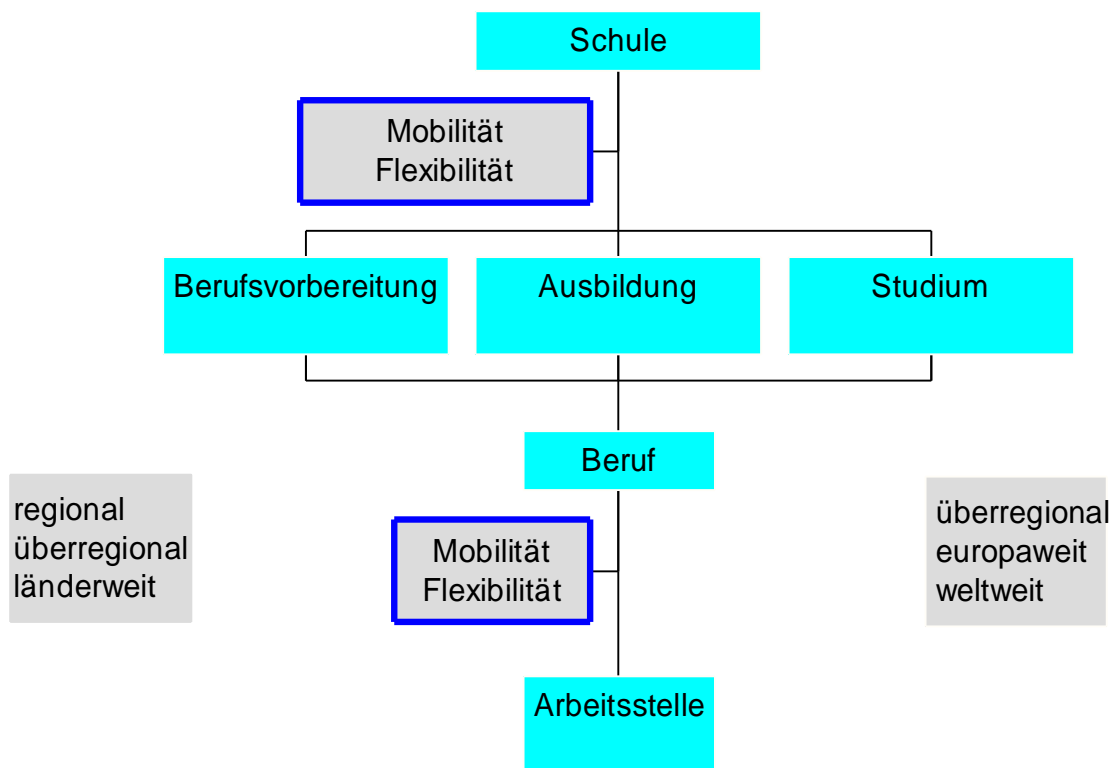 Schule
Mobilität
Flexibilität
Berufsvorbereitung
Ausbildung
Studium
Beruf
regional
überregional
länderweit
Mobilität
Flexibilität
überregional
europaweit
weltweit
Arbeitsstelle